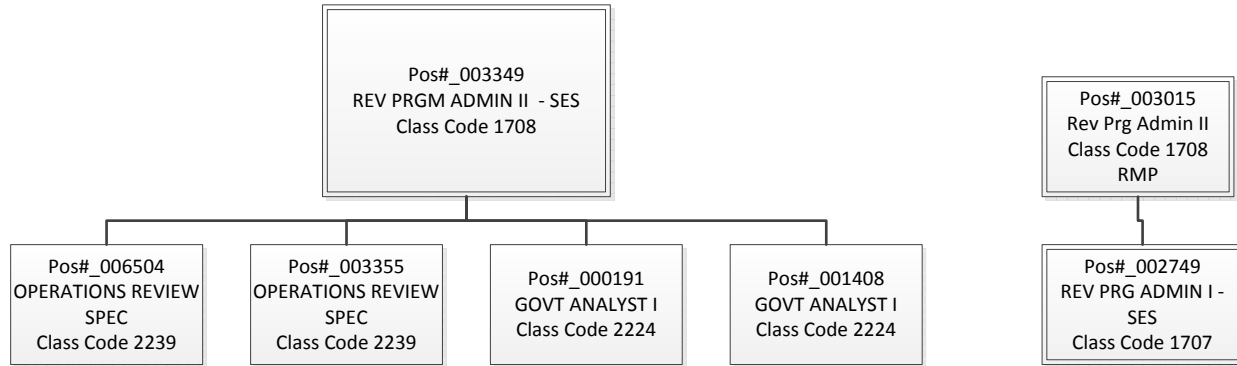 Pos#_003349
REV PRGM ADMIN II  - SES
Class Code 1708
Pos#_003015
Rev Prg Admin II
Class Code 1708
RMP
Pos#_006504
OPERATIONS REVIEW
SPEC
Class Code 2239
Pos#_003355
OPERATIONS REVIEW
SPEC
Class Code 2239
Pos#_000191
GOVT ANALYST I
Class Code 2224
Pos#_001408
GOVT ANALYST I
Class Code 2224
Pos#_002749
REV PRG ADMIN I -
SES
Class Code 1707